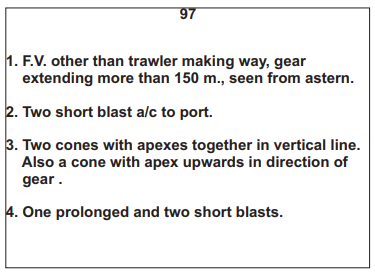 97
1. F.V. other than trawler making way, gear
extending more than 150 m., seen from astern.
2. Two short blast a/c to port.
3. Two cones with apexes together in vertical line.
Also a cone with apex upwards in direction of
gear .
4. One prolonged and two short blasts.